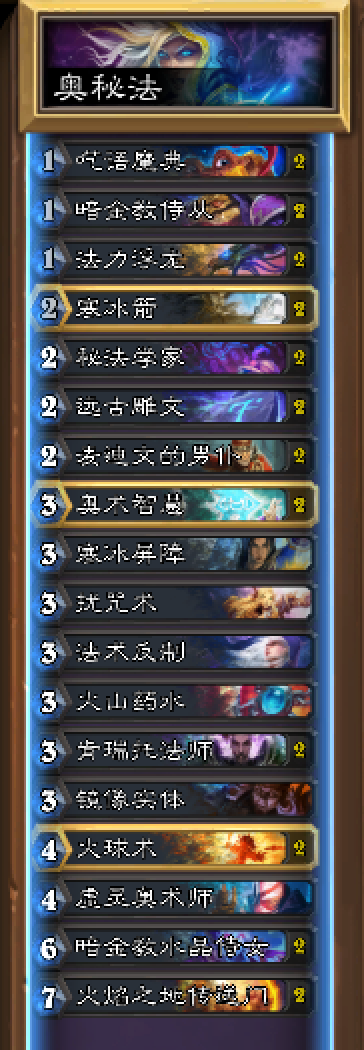 奥秘法
1 咒语魔典 2
1 暗金教侍从 2
1 法力浮龙 2
2 寒冰箭 2
2 秘法学家 2
2 远古雕文 2
2 麦迪文的男仆 2
3 奥术智慧 2
3 寒冰屏障
3 扰咒术
3 法术反制
3 火山药水
3 肯瑞托法师 2
3 镜像实体
4 火球术 2
4 虚灵奥术师
6 暗金教水晶侍女 2
7 火焰之地传送门 2